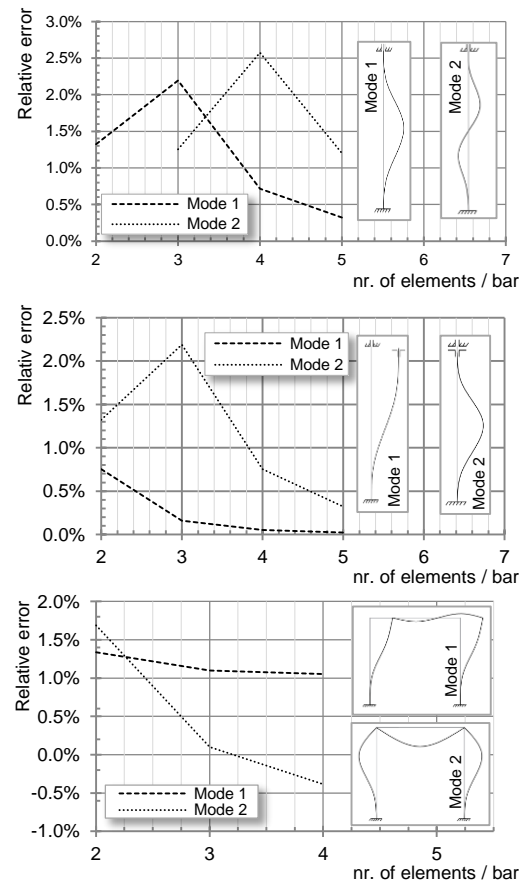 Relative error
3.0%
2.5%
2.0%
1.5%
1.0%
0.5%
0.0%
Mode 1
Mode 2
Mode 1
Mode 2
2 3 4 5 6 7
nr. of elements / bar
Relativ error
2.5%
2.0%
1.5%
1.0%
0.5%
0.0%
Mode 1
Mode 2
Mode 1
Mode 2
2 3 4 5 6 7
nr. of elements / bar
Relative error
2.0%
1.5%
1.0%
0.5%
0.0%
-0.5%
-1.0%
Mode 1
Mode 2
Mode 1
Mode 2
2 3 4 5
nr. of elements / bar